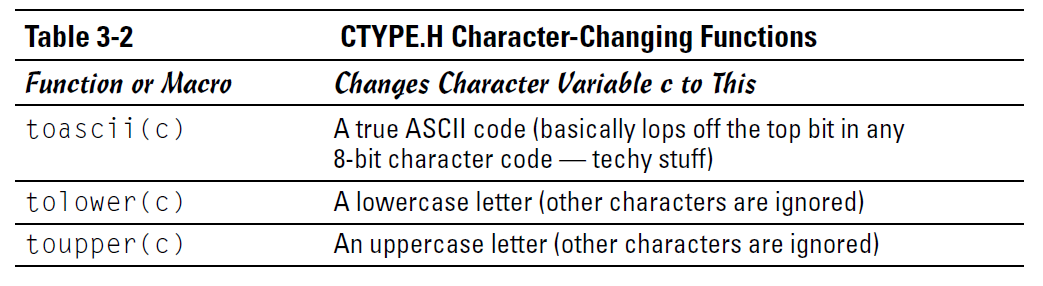 Table 3-2 CTYPE.H Character-Changing Functions
Function or Macro Changes Character Variable c to This
toascii(c) A true ASCII code (basically lops off the top bit in any
8-bit character code — techy stuff)
tolower(c) A lowercase letter (other characters are ignored)
toupper(c) An uppercase letter (other characters are ignored)